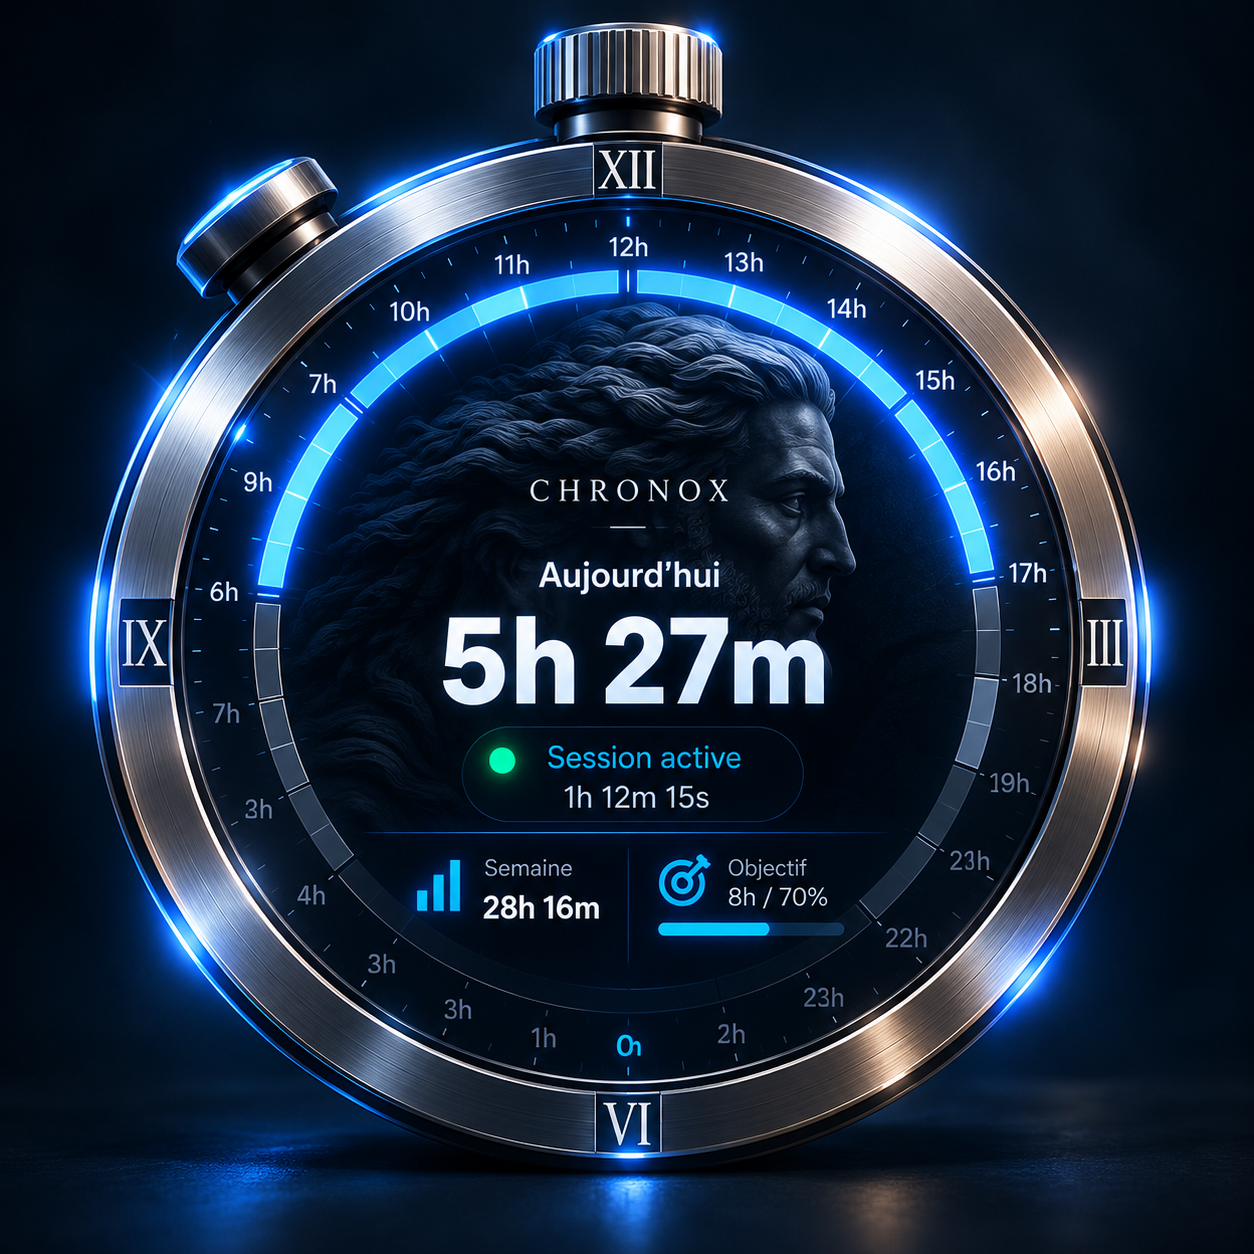 XII
12h
13h
14h
15h
16h
17h
III
18h
19h
23h
22h
23h
2h
0h
VI
1h
3h
3h
4h
3h
7h
IX
6h
9h
7h
10h
11h
CHRONOX
Aujourd’hui
5h 27m
Session active
1h 12m 15s
Semaine
28h 16m
Objectif
8h / 70%